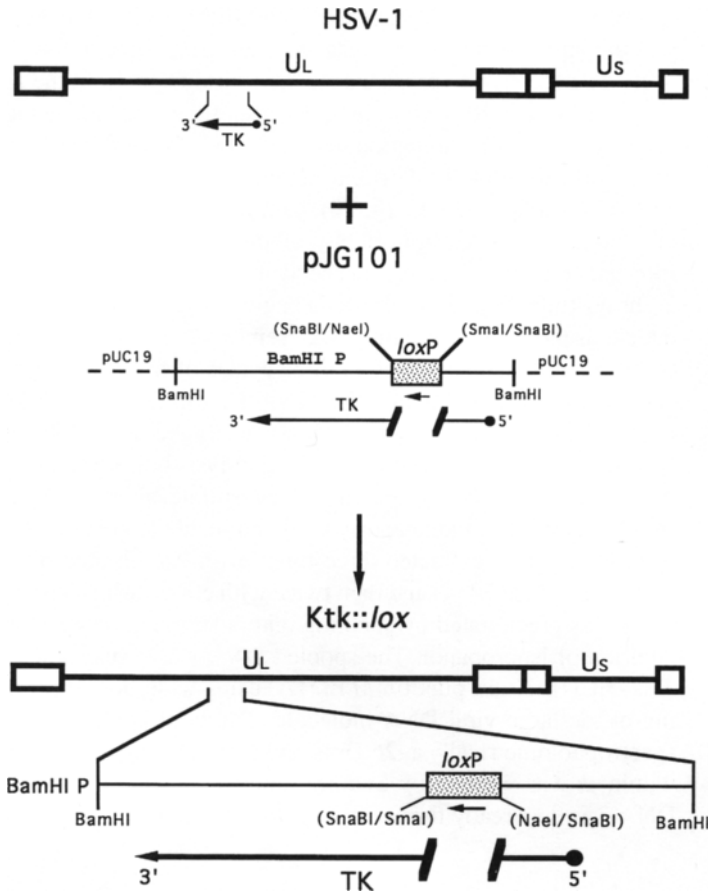 HSV-1
UL
US
3'
5'
TK
+
pJG101
(SnaBI/NaeI)
(SmaI/SnaBI)
pUC19
BamHI P
loxP
pUC19
BamHI
BamHI
3'
TK
5'
Ktk::lox
UL
US
BamHI P
loxP
BamHI
(SnaBI/SmaI)
(NaeI/SnaBI)
BamHI
3'
TK
5'